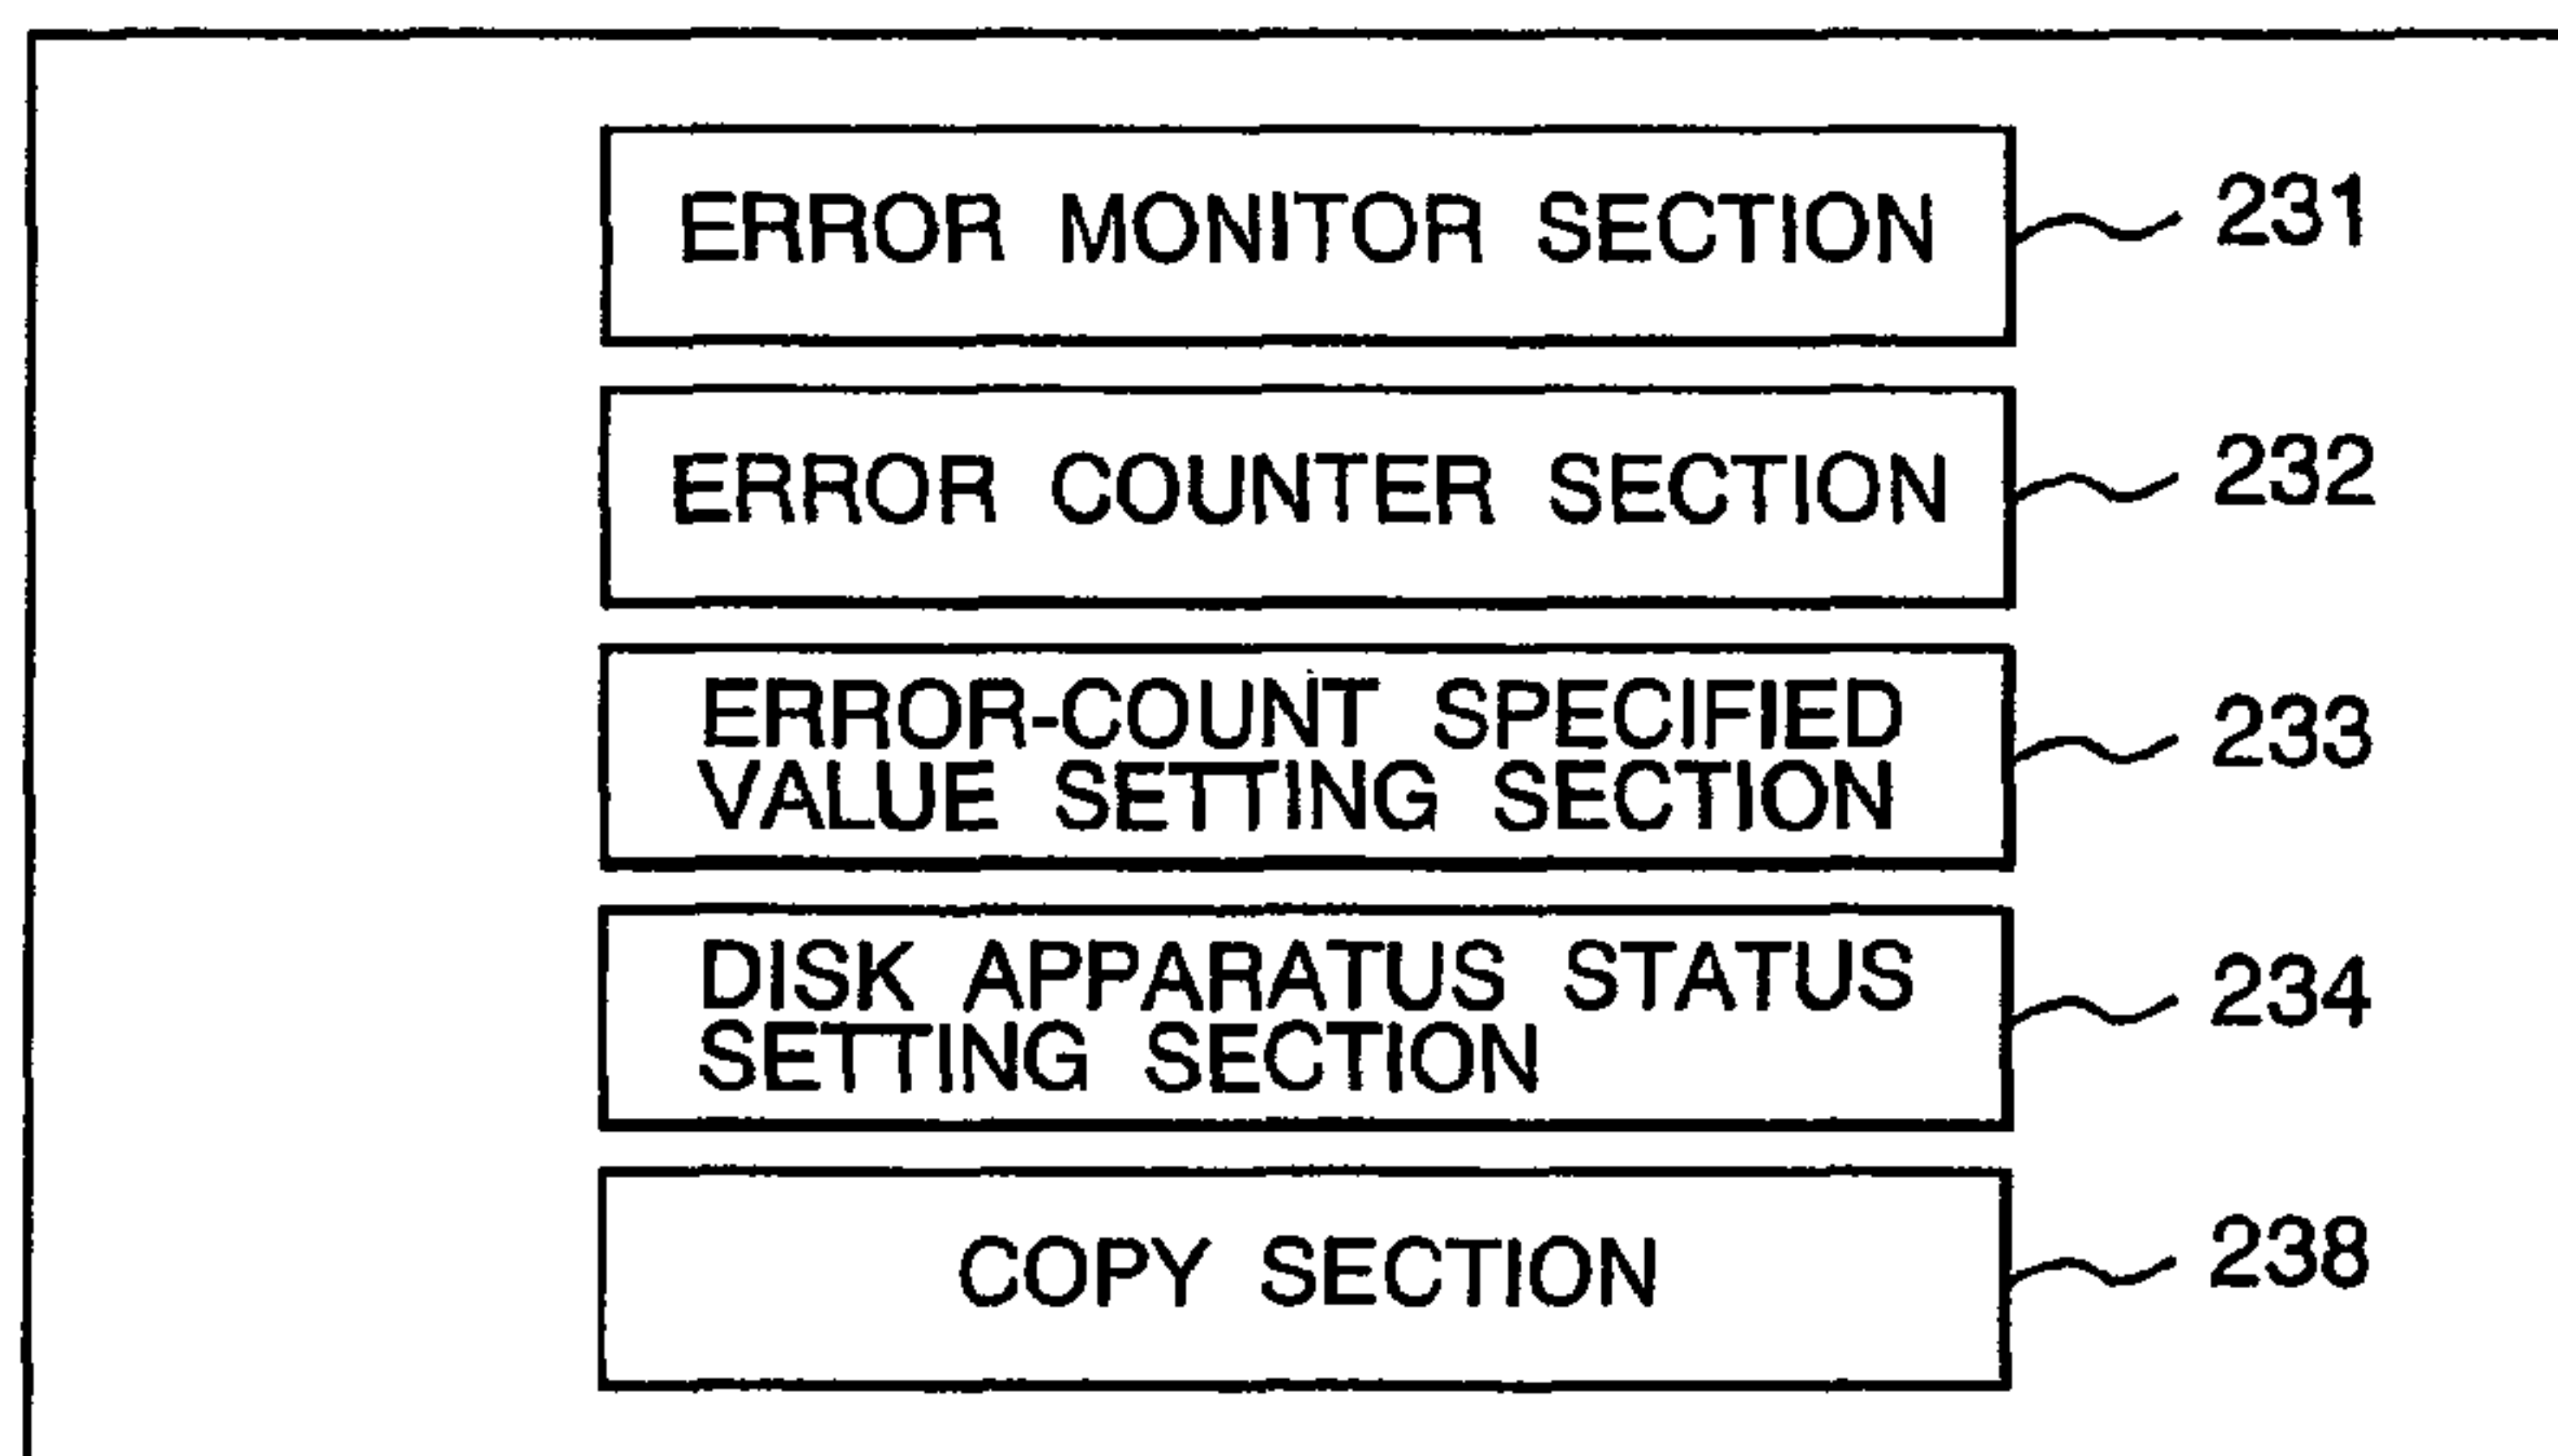 ERROR MONITOR SECTION 231
ERROR COUNTER SECTION 232
ERROR-COUNT SPECIFIED
VALUE SETTING SECTION
233
DISK APPARATUS STATUS
SETTING SECTION
234
COPY SECTION 238